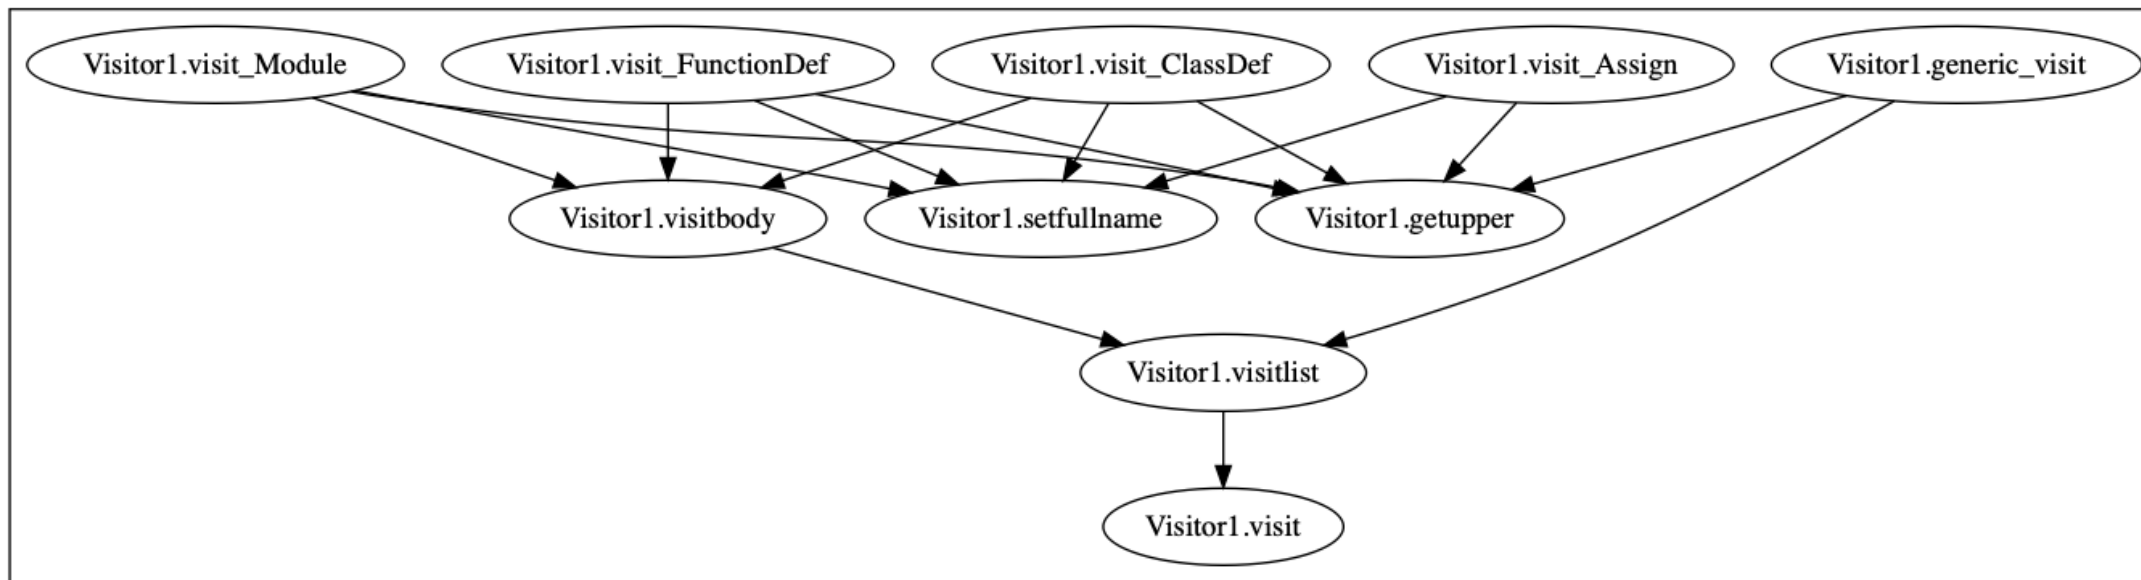 Visitor1.visit_Module
Visitor1.visit_FunctionDef
Visitor1.visit_ClassDef
Visitor1.visit_Assign
Visitor1.generic_visit
Visitor1.visitbody
Visitor1.setfullname
Visitor1.getupper
Visitor1.visitlist
Visitor1.visit